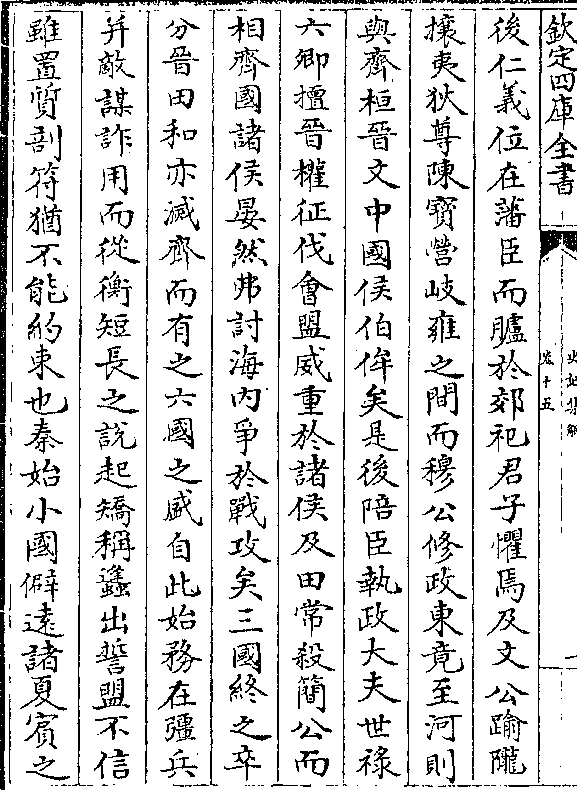 欽定四庫全書
史記集解
卷十五
後仁義位在藩臣而臚於郊祀君子懼焉及文公踰隴
攘夷狄尊陳寶營岐雍之間而穆公修政東竟至河則
與齊桓晉文中國侯伯侔矣是後陪臣執政大夫世祿
六卿擅晉權征伐會盟威重於諸侯及田常殺簡公而
相齊國諸侯晏然弗討海內爭於戰攻矣三國終之卒
分晉田和亦滅齊而有之六國之盛自此始務在彊兵
并敵謀詐用而從衡短長之說起矯稱蠭出誓盟不信
雖置質剖符猶不能約束也秦始小國僻遠諸夏賓之